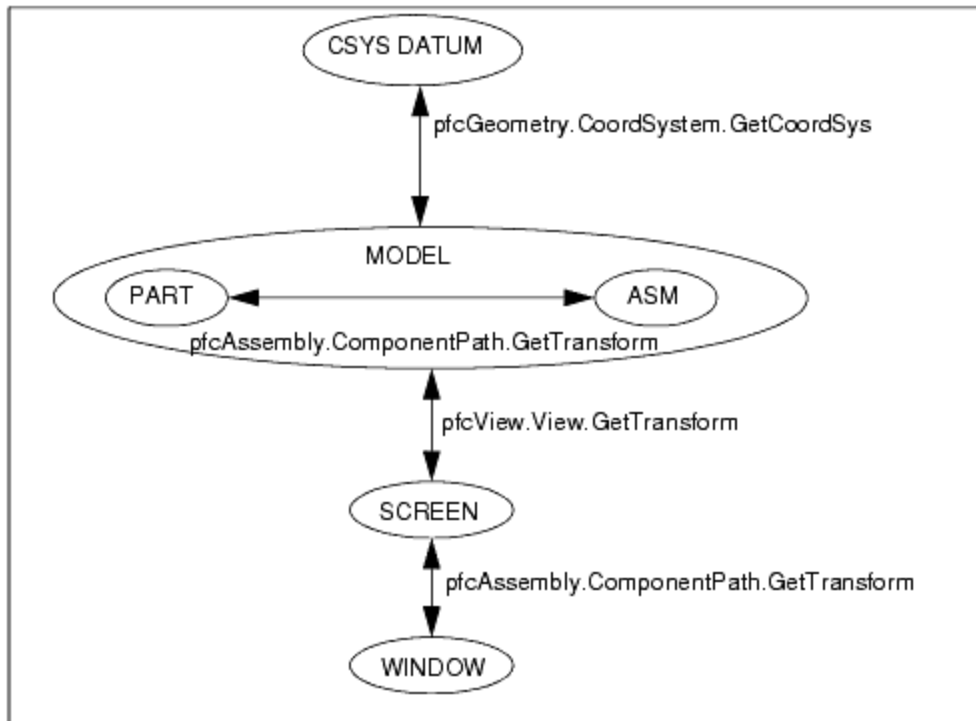 CSYS DATUM
pfcGeometry.CoordSystem.GetCoordSys
MODEL
PART
ASM
pfcAssembly.ComponentPath.GetTransform
pfcView.View.GetTransform
SCREEN
pfcAssembly.ComponentPath.GetTransform
WINDOW